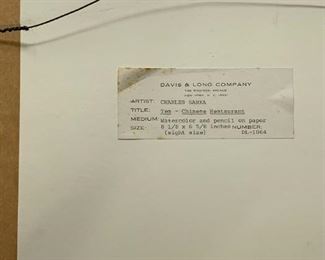 DAVIS & LONG COMPANY
ARTIST: CHARLES SARKA
TITLE: Yen - Chinese Restaurant
MEDIUM: Watercolor and pencil on paper
SIZE: 8 1/8 x 6 5/8 inches NUMBER:
(sight size) DL-1064